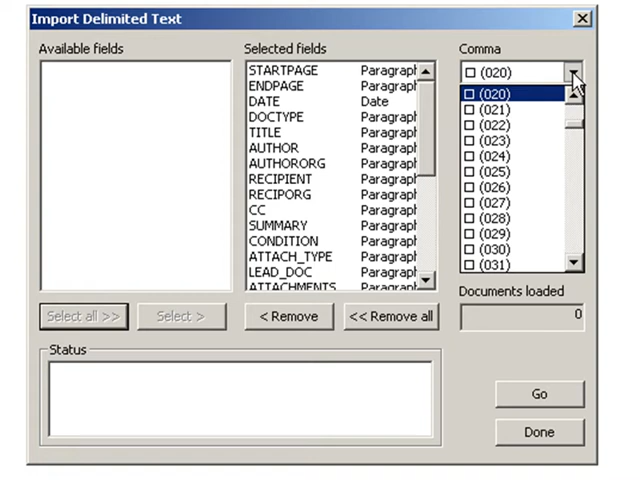 Import Delimited Text
Available fields
Selected fields
Comma
STARTPAGE Paragraph
ENDPAGE Paragraph
DATE Date
DOCTYPE Paragraph
TITLE Paragraph
AUTHOR Paragraph
AUTHORORG Paragraph
RECIPIENT Paragraph
RECIPORG Paragraph
CC Paragraph
SUMMARY Paragraph
CONDITION Paragraph
ATTACH_TYPE Paragraph
LEAD_DOC Paragraph
ATTACHMENTS Paragraph
(020)
(020)
(021)
(022)
(023)
(024)
(025)
(026)
(027)
(028)
(029)
(030)
(031)
Documents loaded
0
Select all >>
Select >
< Remove
<< Remove all
Status
Go
Done